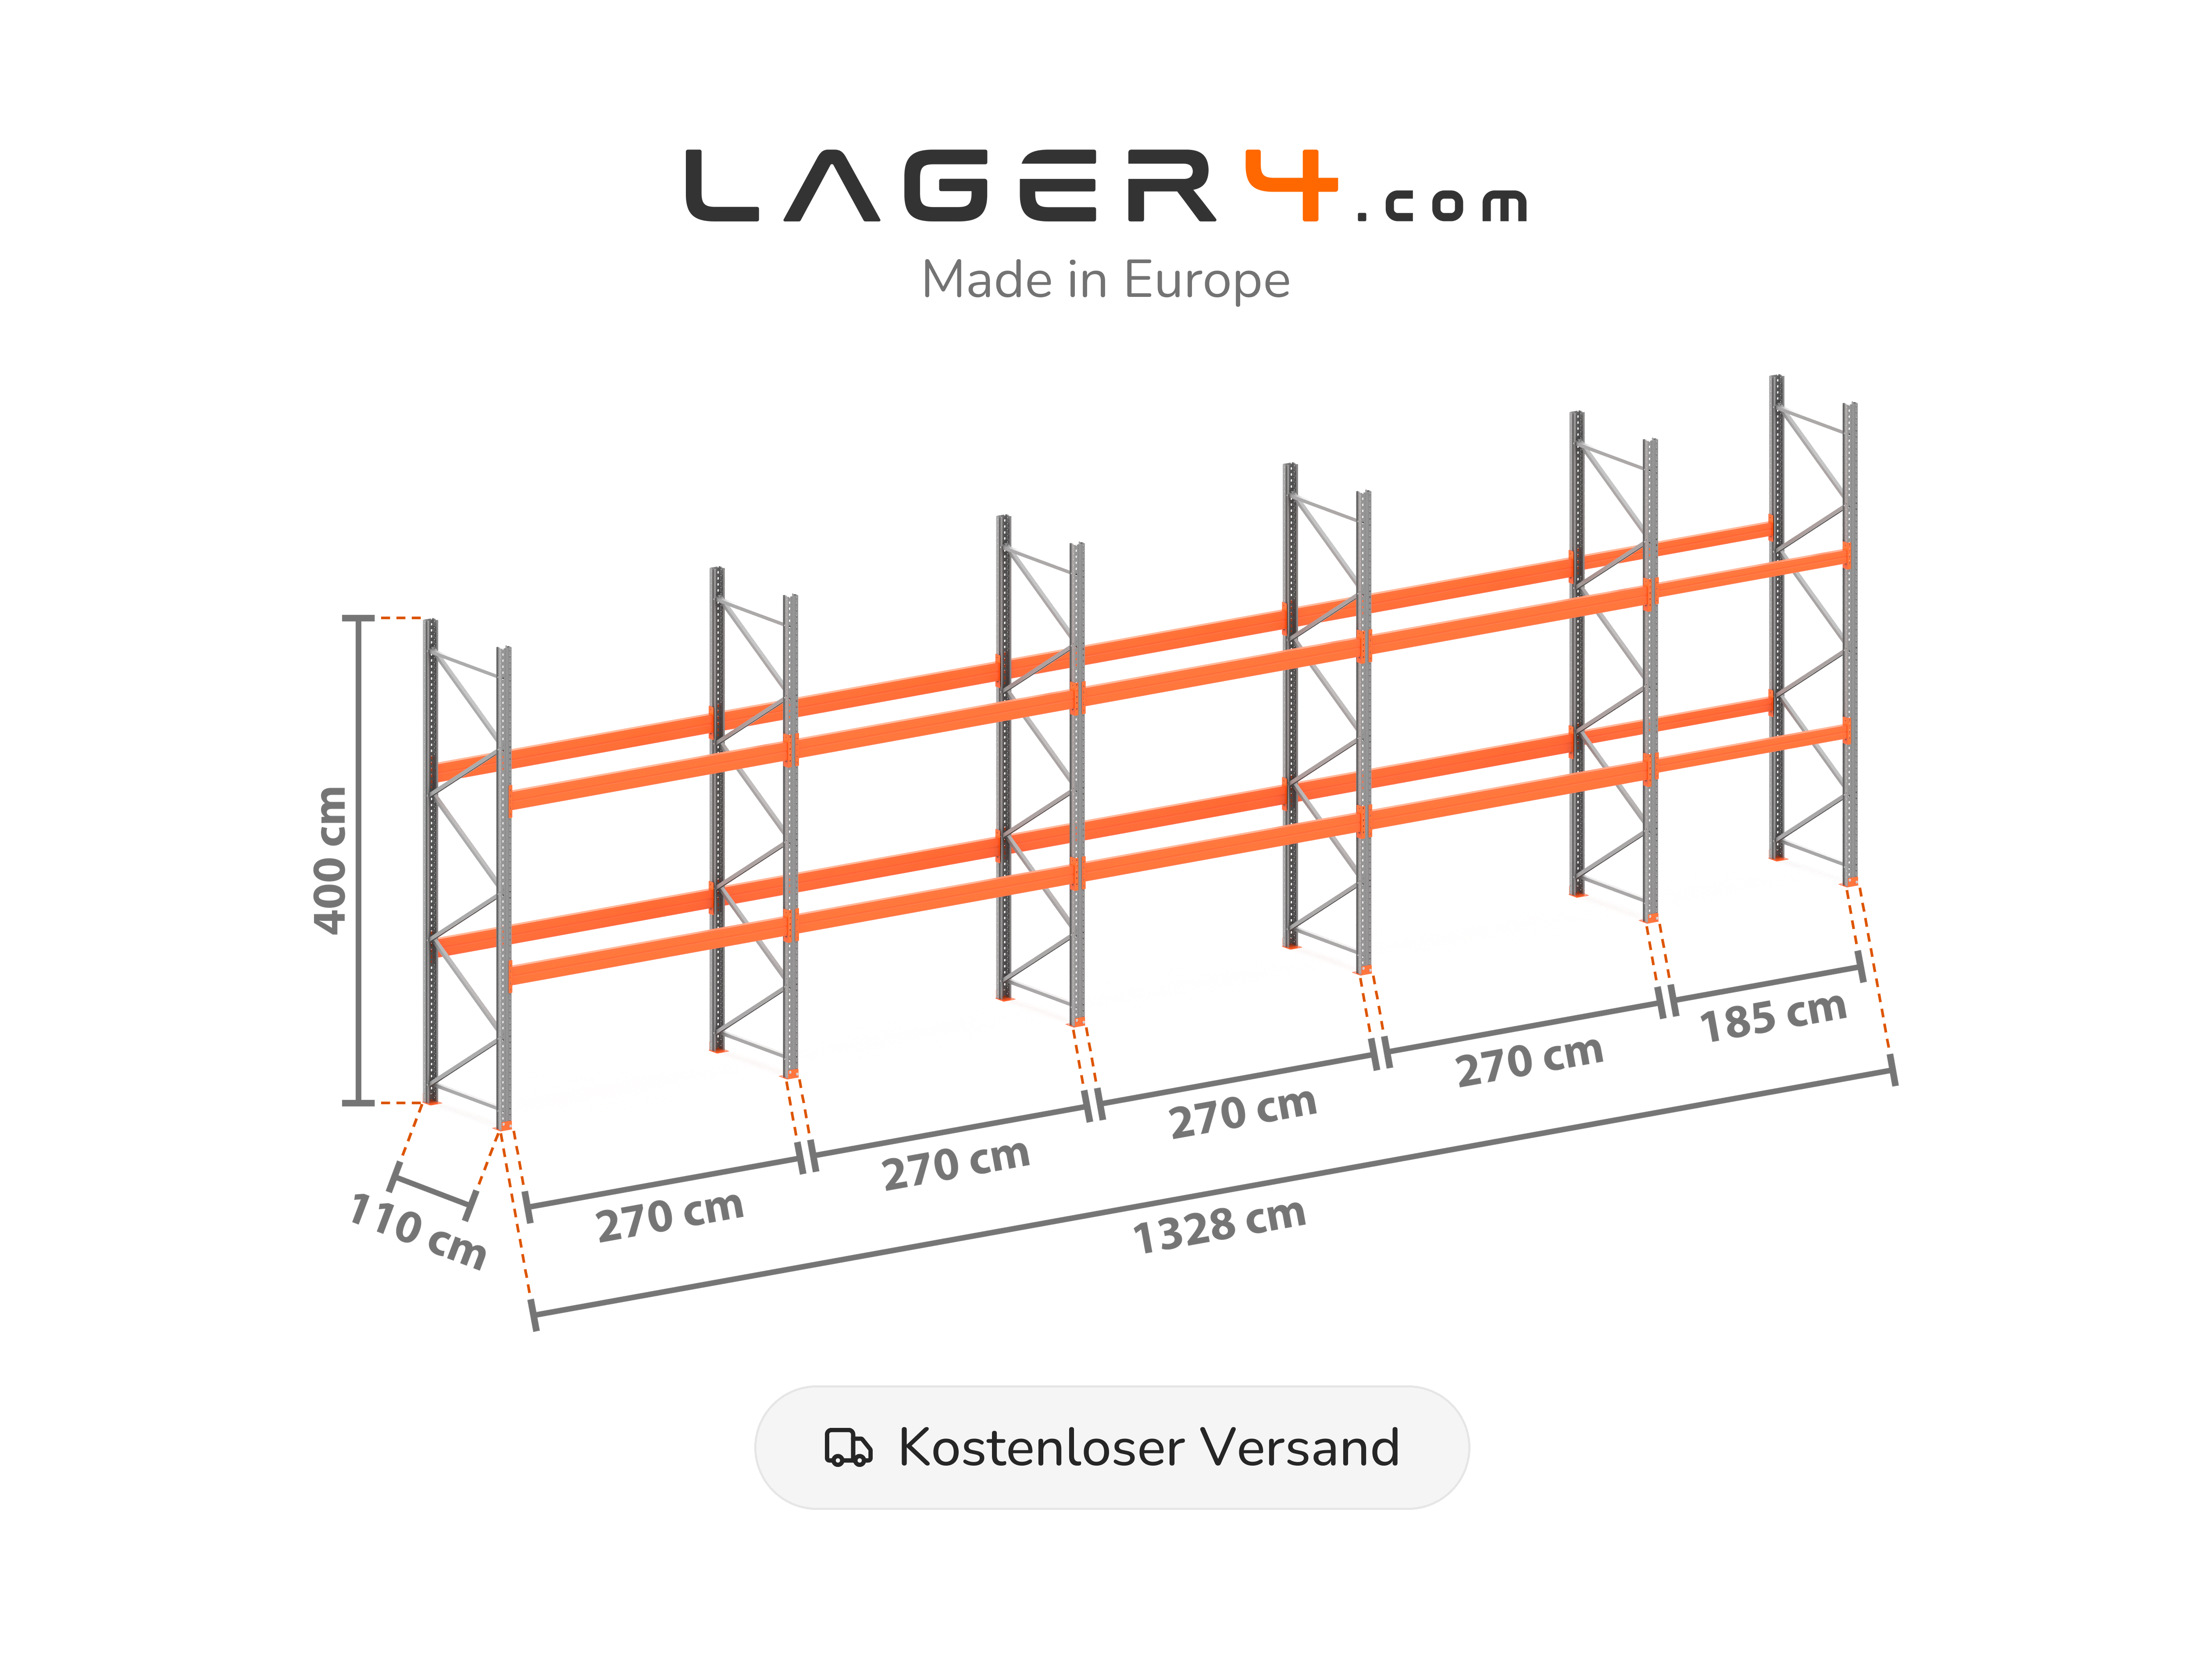 LAGER4.com
Made in Europe
400 cm
110 cm
270 cm
270 cm
270 cm
270 cm
185 cm
1328 cm
Kostenloser Versand